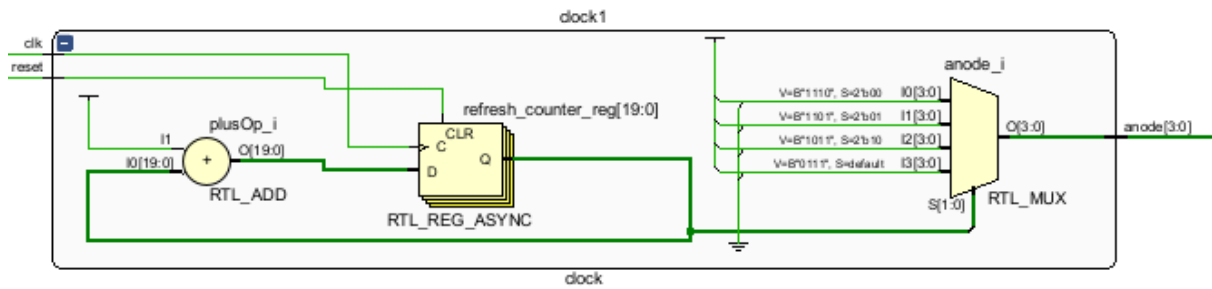 clock1
clk
reset
plusOp_i
I1
I0[19:0]
+
O[19:0]
RTL_ADD
refresh_counter_reg[19:0]
CLR
C
D
Q
RTL_REG_ASYNC
anode_i
V=B"1110", S=2'b00
I0[3:0]
V=B"1101", S=2'b01
I1[3:0]
V=B"1011", S=2'b10
I2[3:0]
V=B"0111", S=default
I3[3:0]
O[3:0]
S[1:0]
RTL_MUX
anode[3:0]
clock